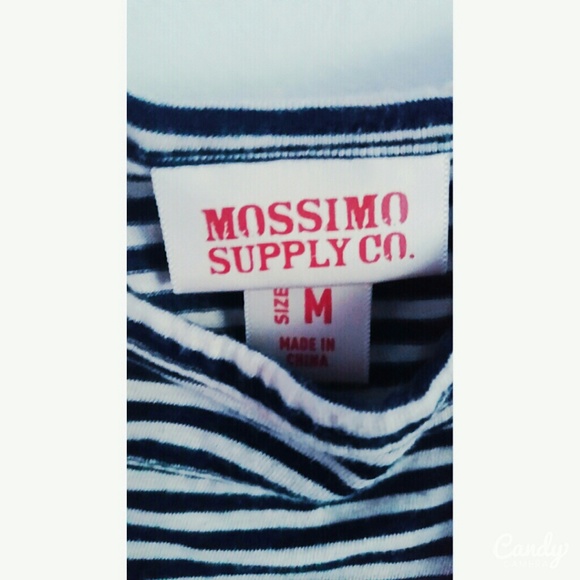 MOSSIMO
SUPPLY CO.
SIZE M
MADE IN
CHINA
Candy